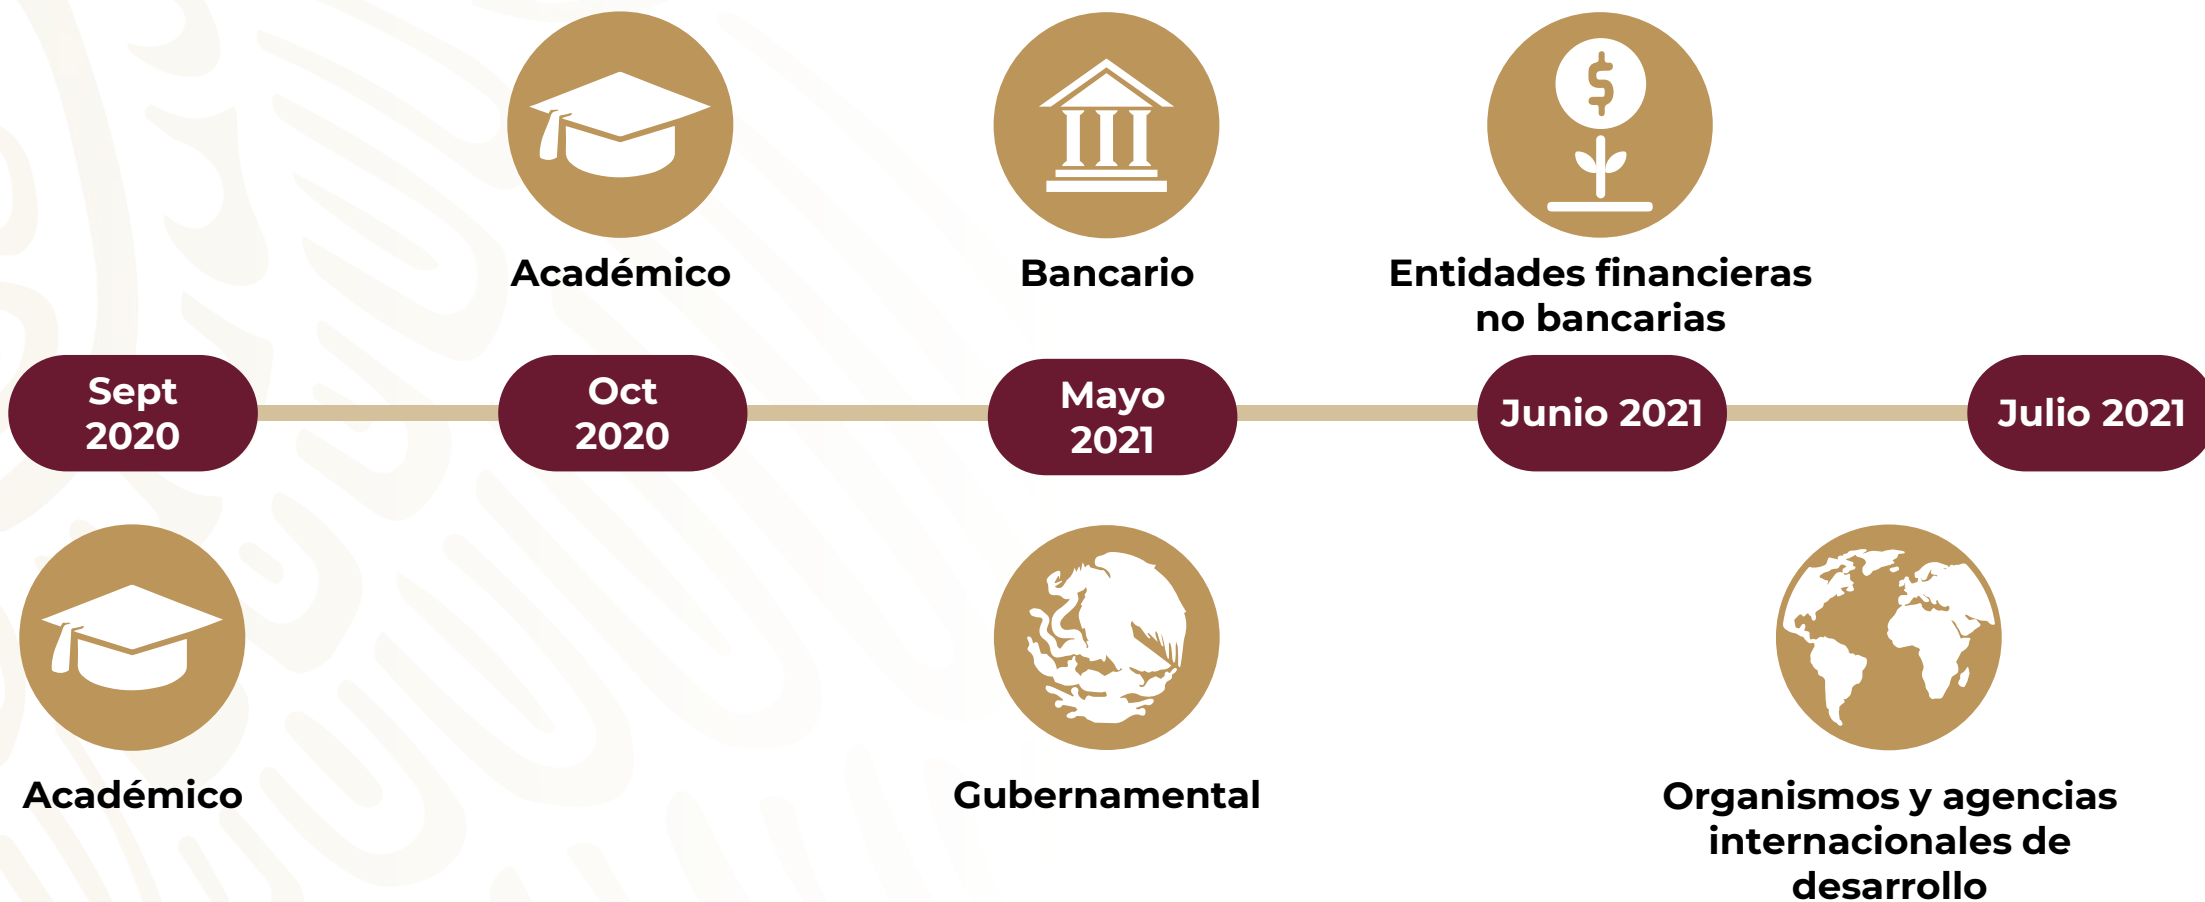 Académico
Bancario
Entidades financieras
no bancarias
Sept
2020
Oct
2020
Mayo
2021
Junio 2021
Julio 2021
Académico
Gubernamental
Organismos y agencias
internacionales de
desarrollo